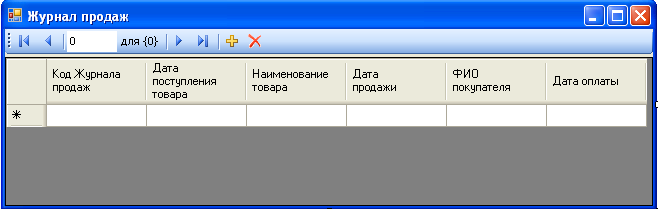 Журнал продаж
0 для {0}
Код Журнала продаж
Дата поступления товара
Наименование товара
Дата продажи
ФИО покупателя
Дата оплаты